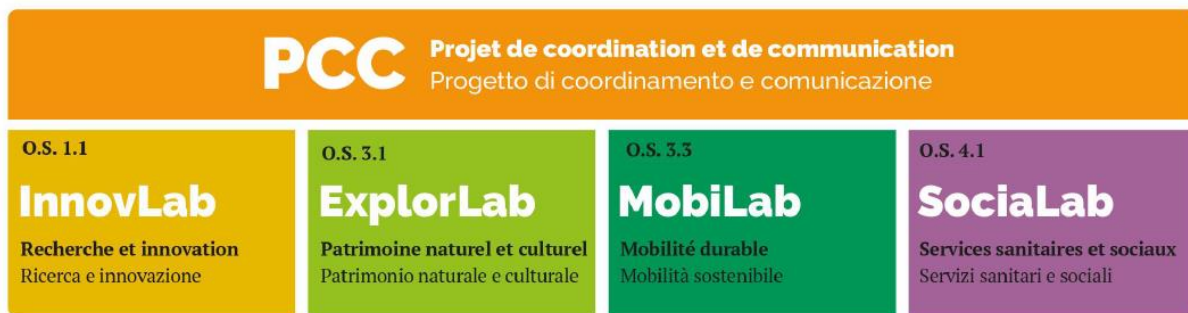 PCC
Projet de coordination et de communication
Progetto di coordinamento e comunicazione
O.S. 1.1
InnovLab
Recherche et innovation
Ricerca e innovazione
O.S. 3.1
ExplorLab
Patrimoine naturel et culturel
Patrimonio naturale e culturale
O.S. 3.3
MobiLab
Mobilité durable
Mobilità sostenibile
O.S. 4.1
SociaLab
Services sanitaires et sociaux
Servizi sanitari e sociali